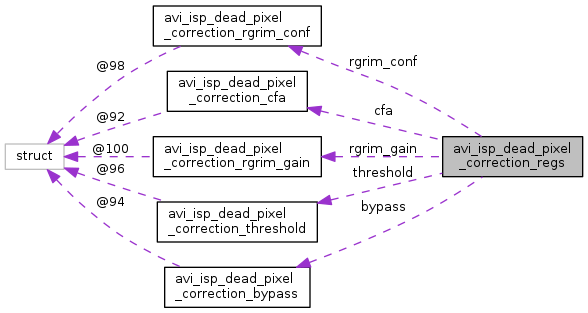 avi_isp_dead_pixel
_correction_rgrim_conf
@98
rgrim_conf
avi_isp_dead_pixel
_correction_cfa
@92
cfa
struct
@100
avi_isp_dead_pixel
_correction_rgrim_gain
rgrim_gain
avi_isp_dead_pixel
_correction_regs
@96
threshold
avi_isp_dead_pixel
_correction_threshold
@94
bypass
avi_isp_dead_pixel
_correction_bypass